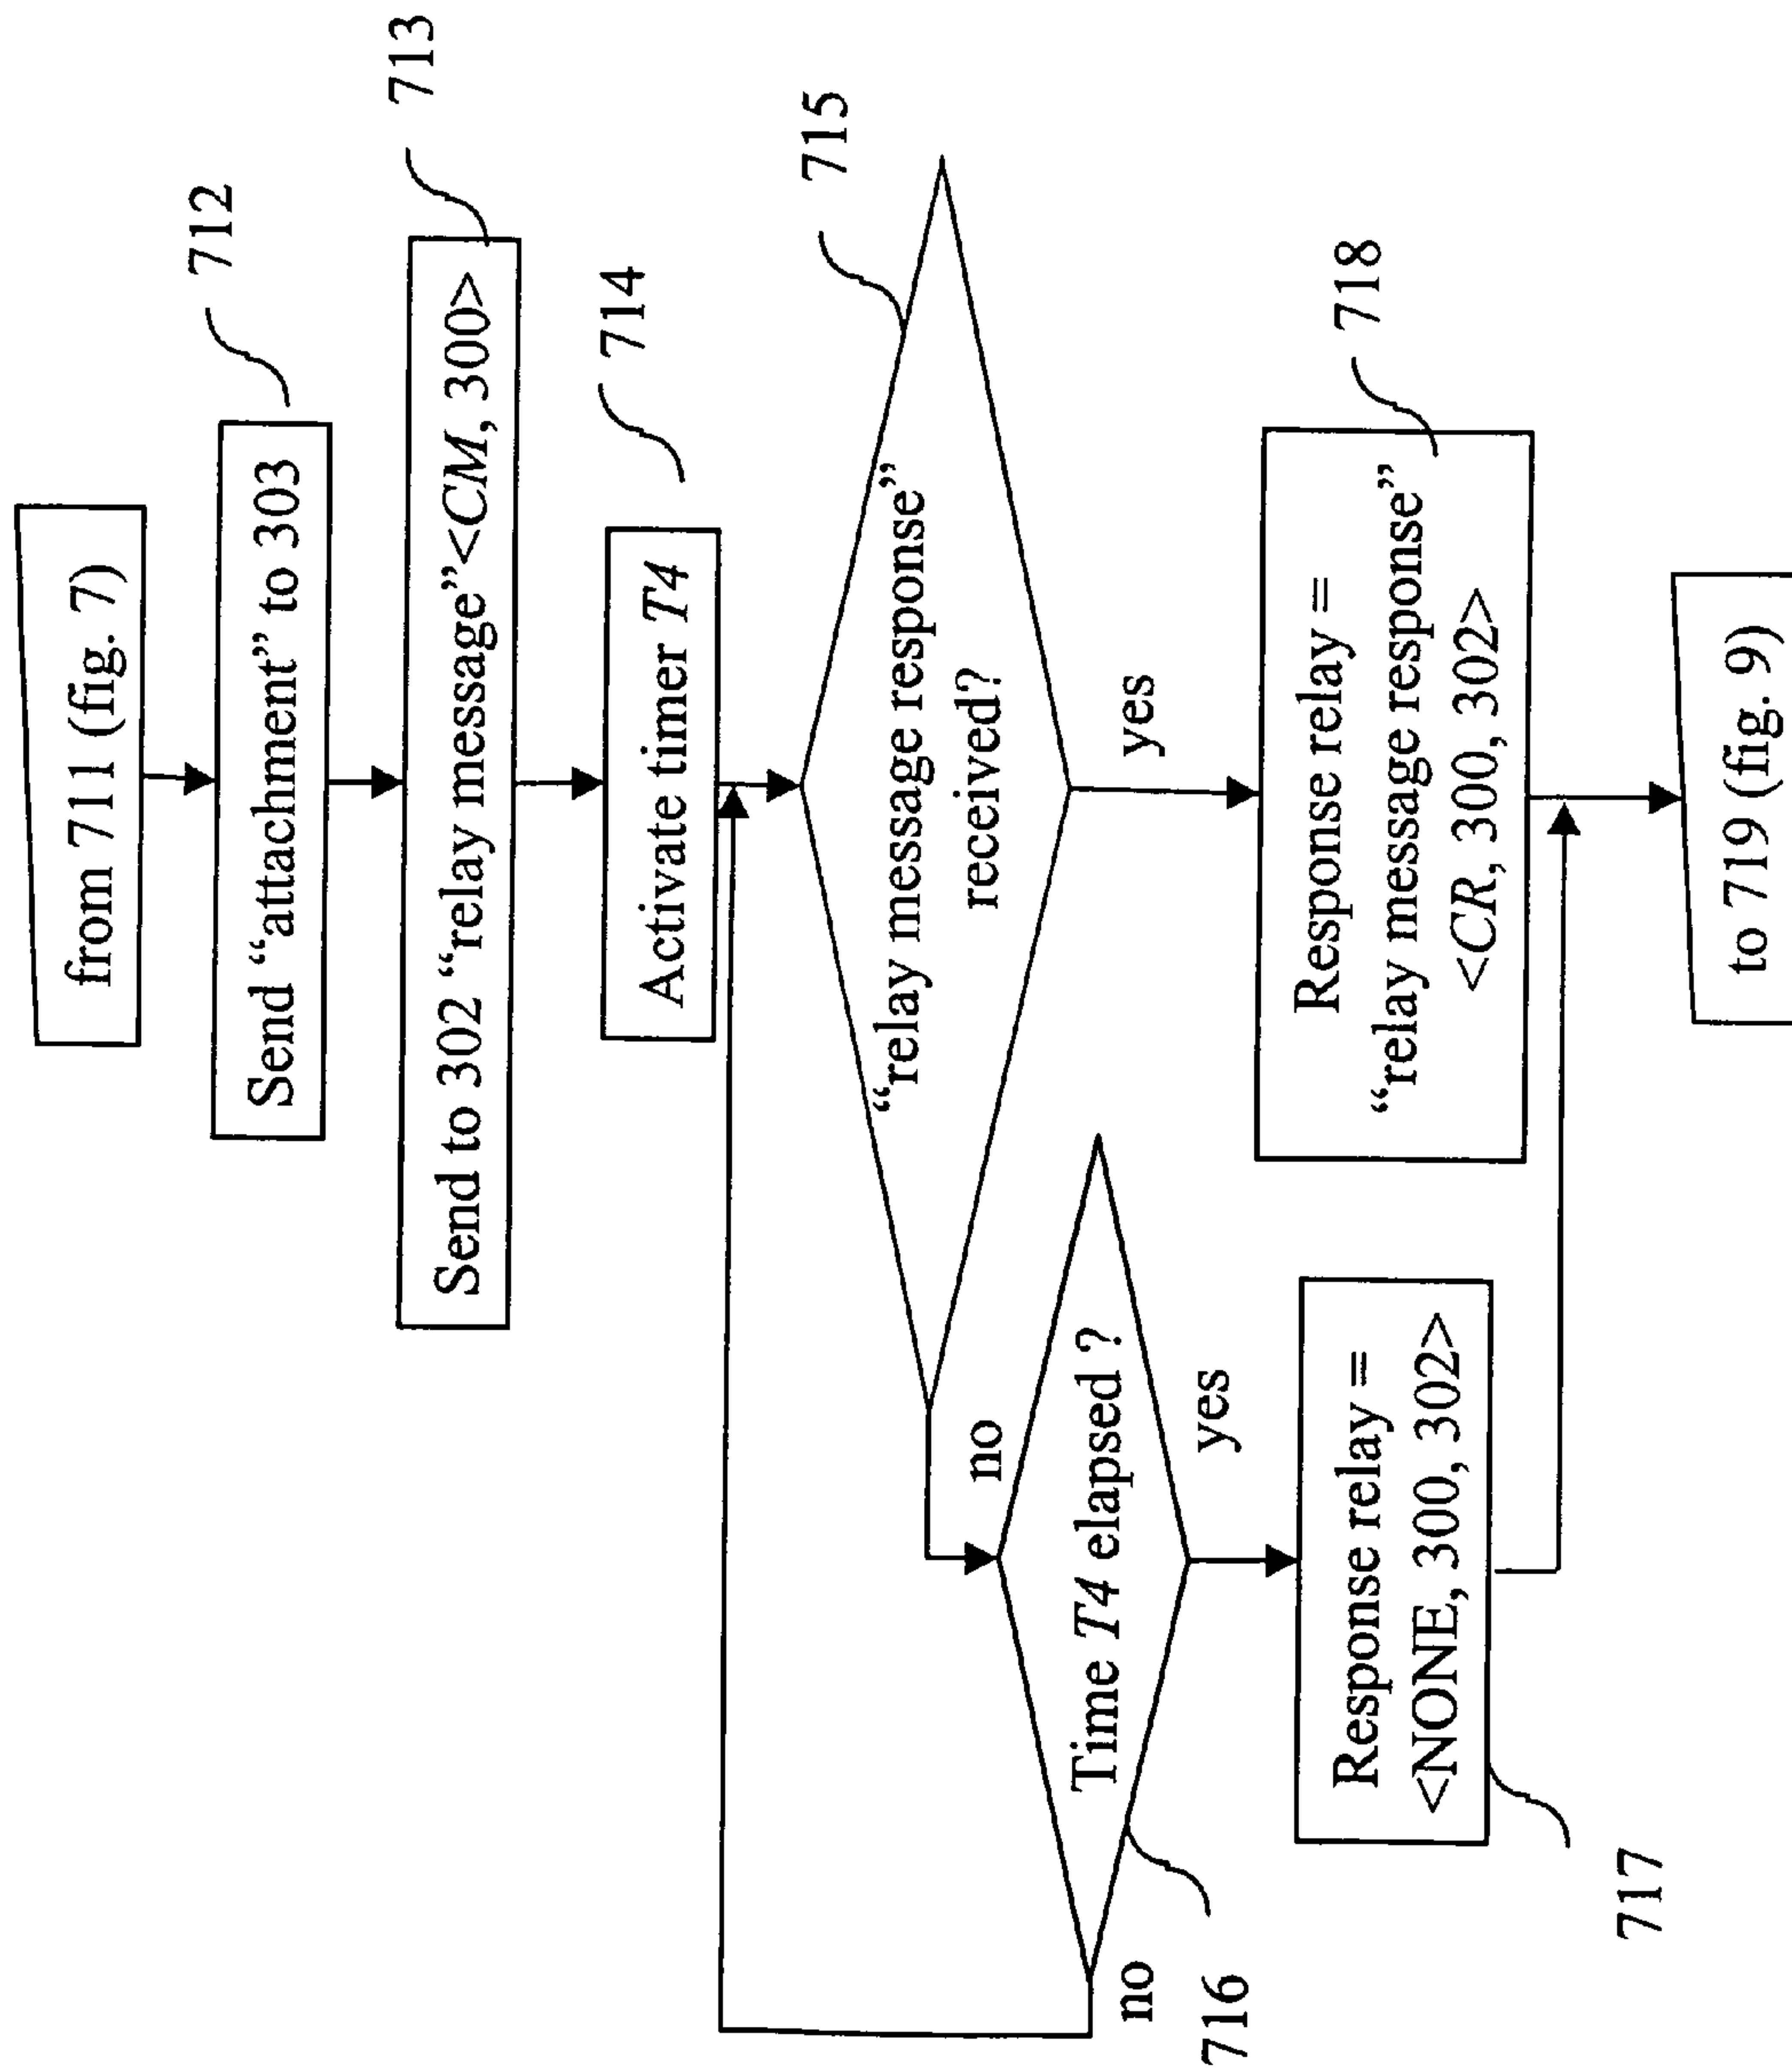 from 711 (fig. 7)
712
Send “attachment” to 303
713
Send to 302 “relay message”<CM, 300>
714
Activate timer T4
715
“relay message response”
received?
no
yes
716
Time T4 elapsed ?
no
yes
717
Response relay =
<NONE, 300, 302>
718
Response relay =
“relay message response”
<CR, 300, 302>
to 719 (fig. 9)